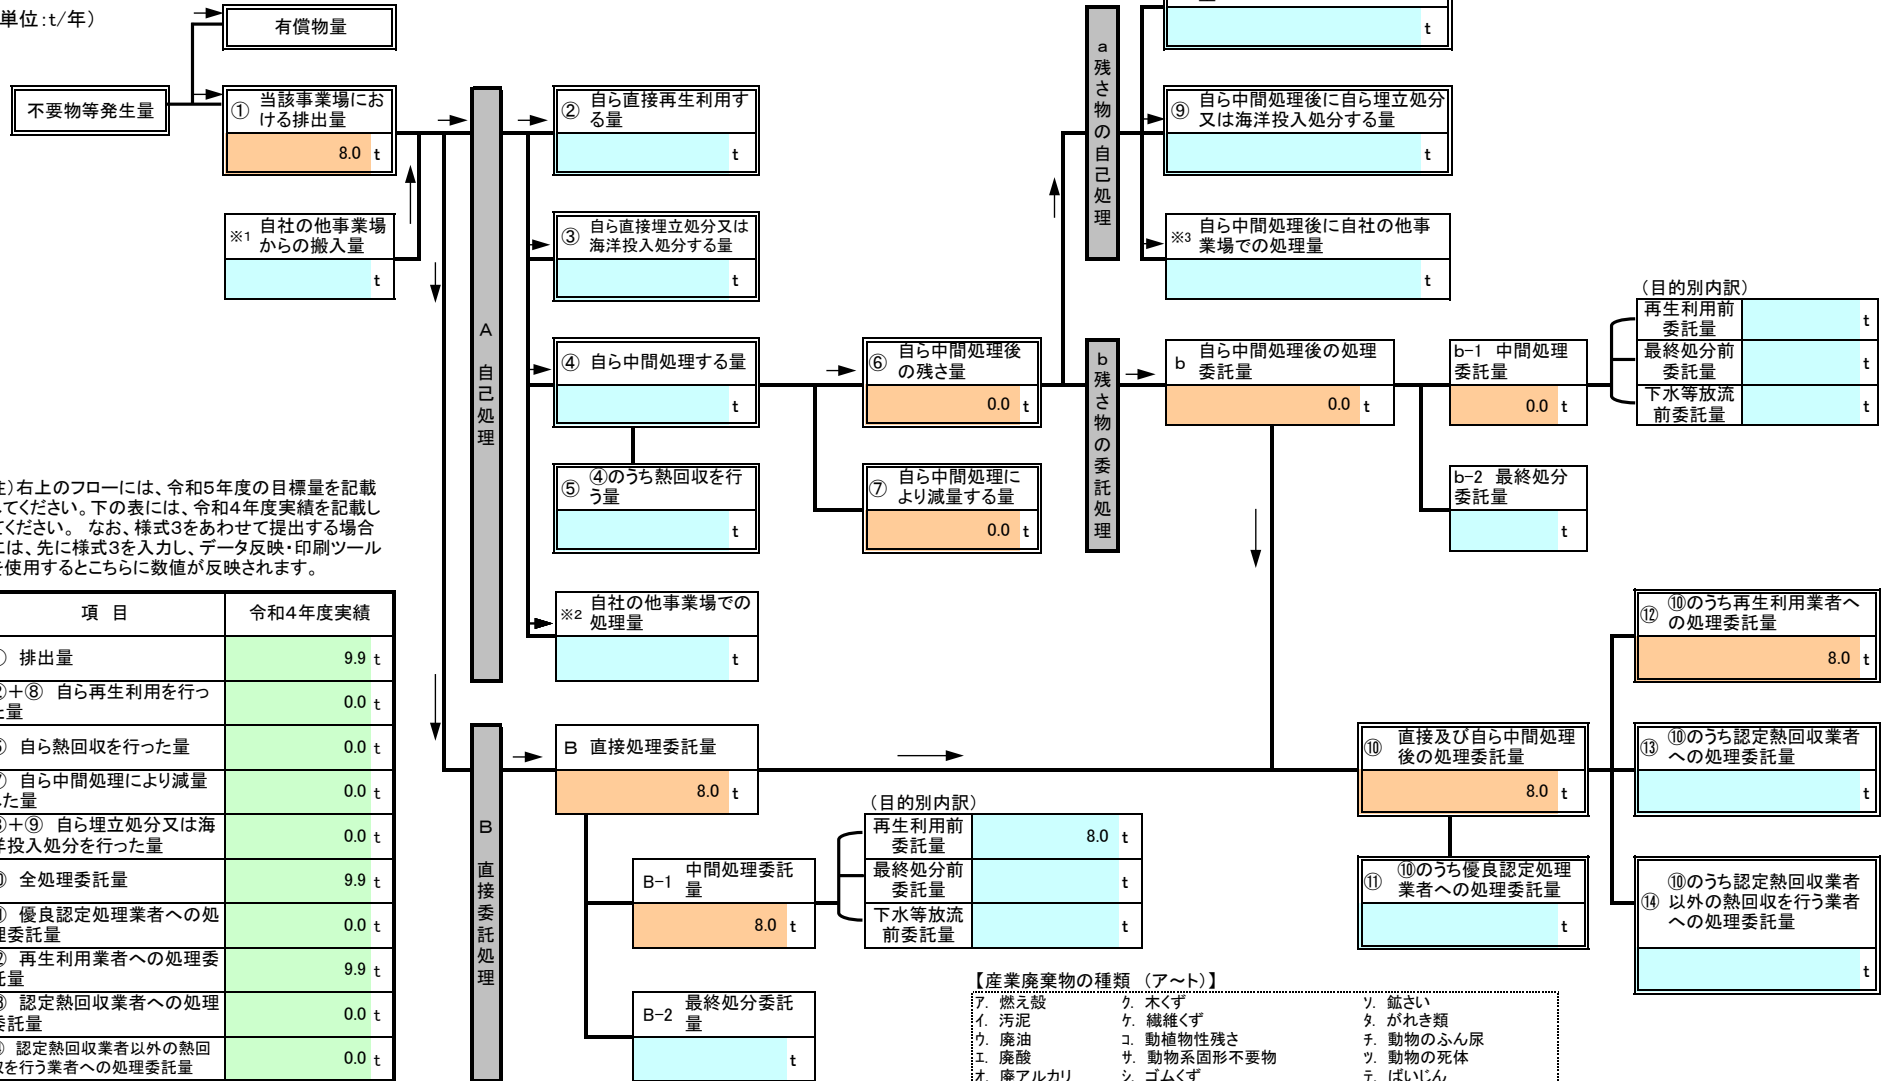 単位:t/年)
有償物量
不要物等発生量
① 当該事業場にお
ける排出量
8.0 t
※1 自社の他事業場
からの搬入量
t
A 自己処理
② 自ら直接再生利用す
る量
t
③ 自ら直接埋立処分又は
海洋投入処分する量
t
④ 自ら中間処理する量
t
⑤ ④のうち熱回収を行
う量
t
※2 自社の他事業場での
処理量
t
⑥ 自ら中間処理後
の残さ量
0.0 t
⑦ 自ら中間処理に
より減量する量
0.0 t
a 残さ物の自己処理
t
⑨ 自ら中間処理後に自ら埋立処分
又は海洋投入処分する量
t
※3 自ら中間処理後に自社の他事
業場での処理量
t
b 残さ物の委託処理
b 自ら中間処理後の処理
委託量
0.0 t
b-1 中間処理
委託量
0.0 t
b-2 最終処分
委託量
t
(目的別内訳)
再生利用前
委託量
t
最終処分前
委託量
t
下水等放流
前委託量
t
注)右上のフローには、令和5年度の目標量を記載
してください。下の表には、令和4年度実績を記載し
てください。 なお、様式3をあわせて提出する場合
には、先に様式3を入力し、データ反映・印刷ツール
を使用するとこちらに数値が反映されます。
項 目 令和4年度実績
排出量 9.9 t
②+⑧ 自ら再生利用を行っ
た量 0.0 t
自ら熱回収を行った量 0.0 t
自ら中間処理により減量
した量 0.0 t
③+⑨ 自ら埋立処分又は海
洋投入処分を行った量 0.0 t
全処理委託量 9.9 t
優良認定処理業者への処
理委託量 0.0 t
再生利用業者への処理委
託量 9.9 t
認定熱回収業者への処理
委託量 0.0 t
認定熱回収業者以外の熱回
収を行う業者への処理委託量 0.0 t
B 直接委託処理
B 直接処理委託量
8.0 t
B-1 中間処理委託
量
8.0 t
B-2 最終処分委託
量
t
(目的別内訳)
再生利用前
委託量
8.0 t
最終処分前
委託量
t
下水等放流
前委託量
t
⑩ 直接及び自ら中間処理
後の処理委託量
8.0 t
⑪ ⑩のうち優良認定処理
業者への処理委託量
t
⑫ ⑩のうち再生利用業者へ
の処理委託量
8.0 t
⑬ ⑩のうち認定熱回収業者
への処理委託量
t
⑭ ⑩のうち認定熱回収業者
以外の熱回収を行う業者
への処理委託量
t
【産業廃棄物の種類 (ア~ト)】
ア. 燃え殻 ク. 木くず ソ. 鉱さい
イ. 汚泥 ケ. 繊維くず タ. がれき類
ウ. 廃油 コ. 動植物性残さ チ. 動物のふん尿
エ. 廃酸 サ. 動物系固形不要物 ツ. 動物の死体
オ. 廃アルカリ シ. ゴムくず テ. ばいじん